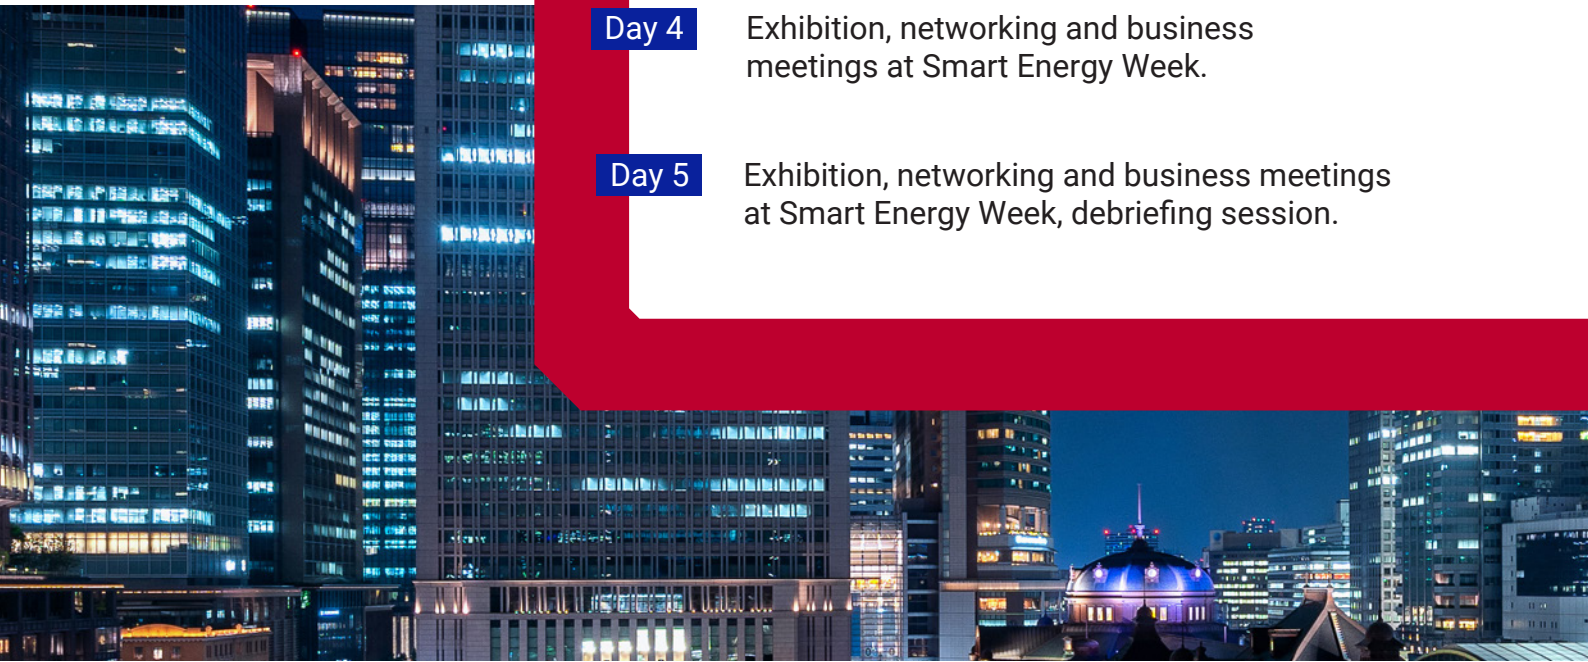 Day 4
Exhibition, networking and business
meetings at Smart Energy Week.
Day 5
Exhibition, networking and business meetings
at Smart Energy Week, debriefing session.